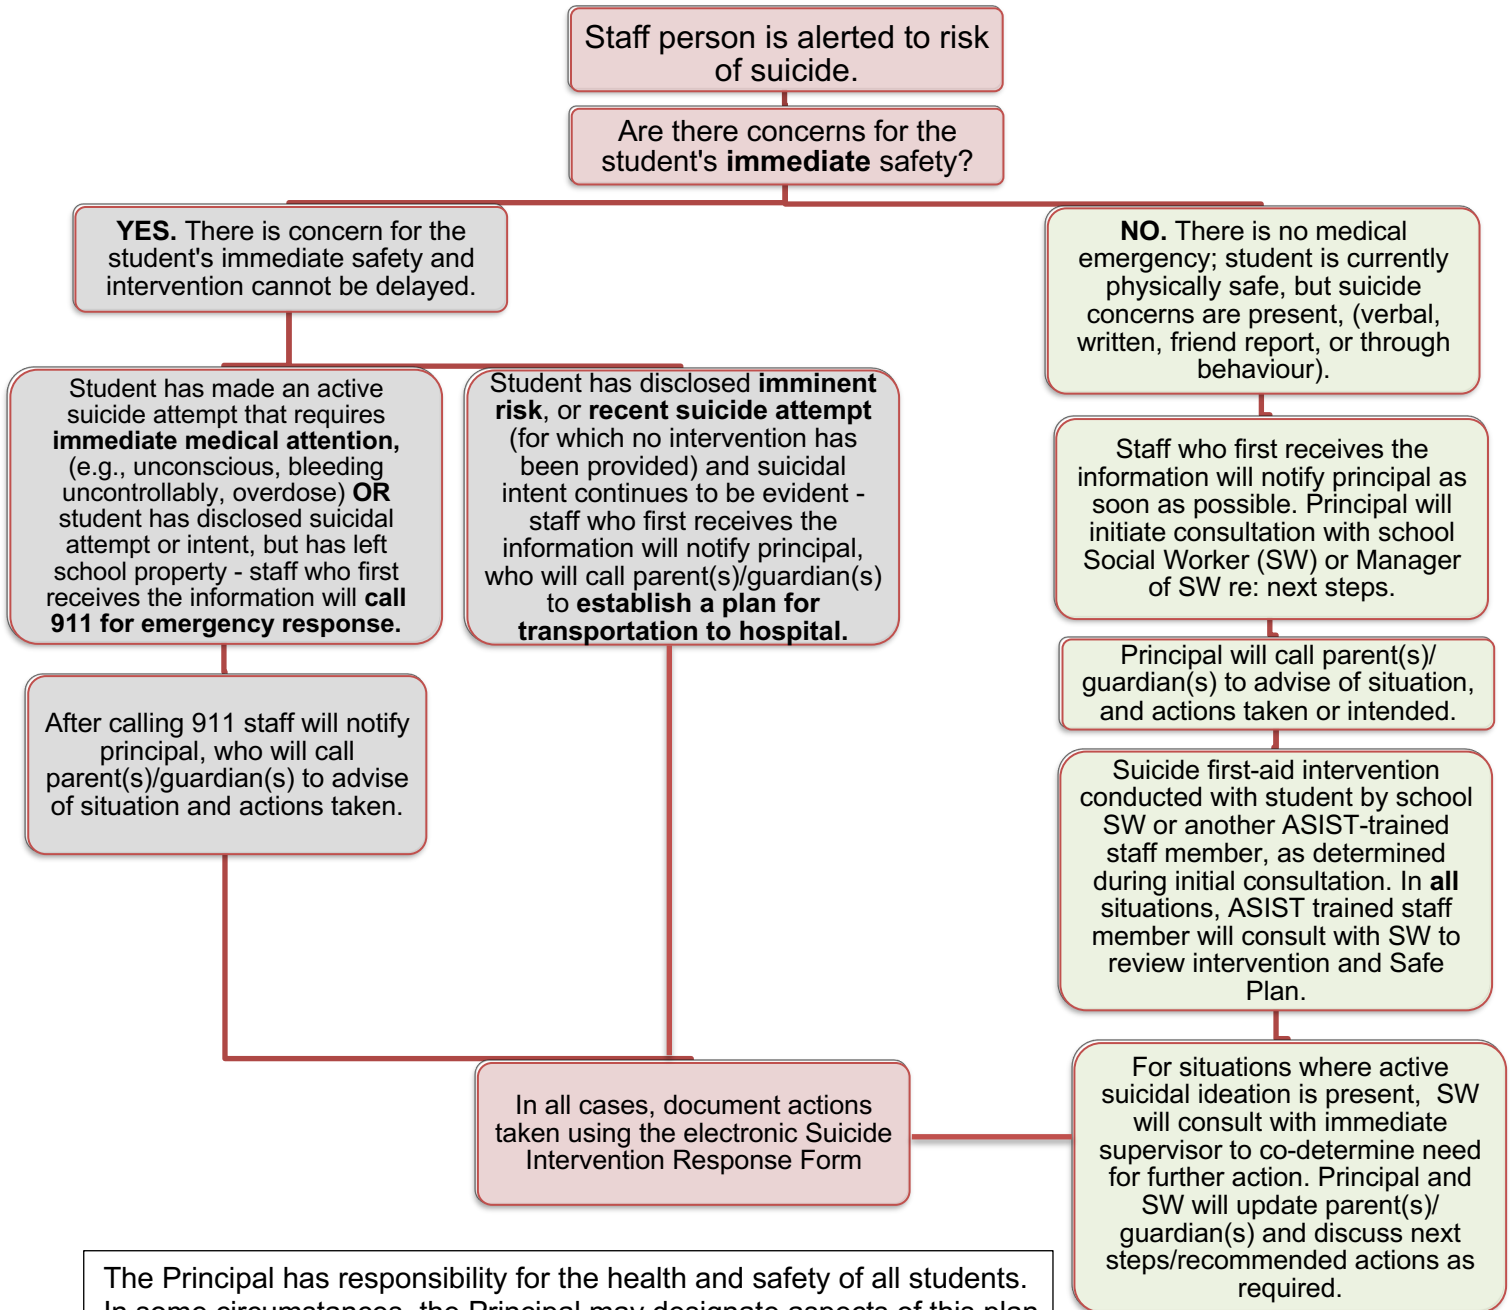 Staff person is alerted to risk
of suicide.
Are there concerns for the
student's immediate safety?
YES. There is concern for the
student's immediate safety and
intervention cannot be delayed.
NO. There is no medical
emergency; student is currently
physically safe, but suicide
concerns are present, (verbal,
written, friend report, or through
behaviour).
Student has made an active
suicide attempt that requires
immediate medical attention,
(e.g., unconscious, bleeding
uncontrollably, overdose) OR
student has disclosed suicidal
attempt or intent, but has left
school property - staff who first
receives the information will call
911 for emergency response.
Student has disclosed imminent
risk, or recent suicide attempt
(for which no intervention has
been provided) and suicidal
intent continues to be evident -
staff who first receives the
information will notify principal,
who will call parent(s)/guardian(s)
to establish a plan for
transportation to hospital.
Staff who first receives the
information will notify principal as
soon as possible. Principal will
initiate consultation with school
Social Worker (SW) or Manager
of SW re: next steps.
After calling 911 staff will notify
principal, who will call
parent(s)/guardian(s) to advise
of situation and actions taken.
Principal will call parent(s)/
guardian(s) to advise of situation,
and actions taken or intended.
Suicide first-aid intervention
conducted with student by school
SW or another ASIST-trained
staff member, as determined
during initial consultation. In all
situations, ASIST trained staff
member will consult with SW to
review intervention and Safe
Plan.
In all cases, document actions
taken using the electronic Suicide
Intervention Response Form
For situations where active
suicidal ideation is present, SW
will consult with immediate
supervisor to co-determine need
for further action. Principal and
SW will update parent(s)/
guardian(s) and discuss next
steps/recommended actions as
required.
The Principal has responsibility for the health and safety of all students.
In some circumstances, the Principal may designate aspects of this plan